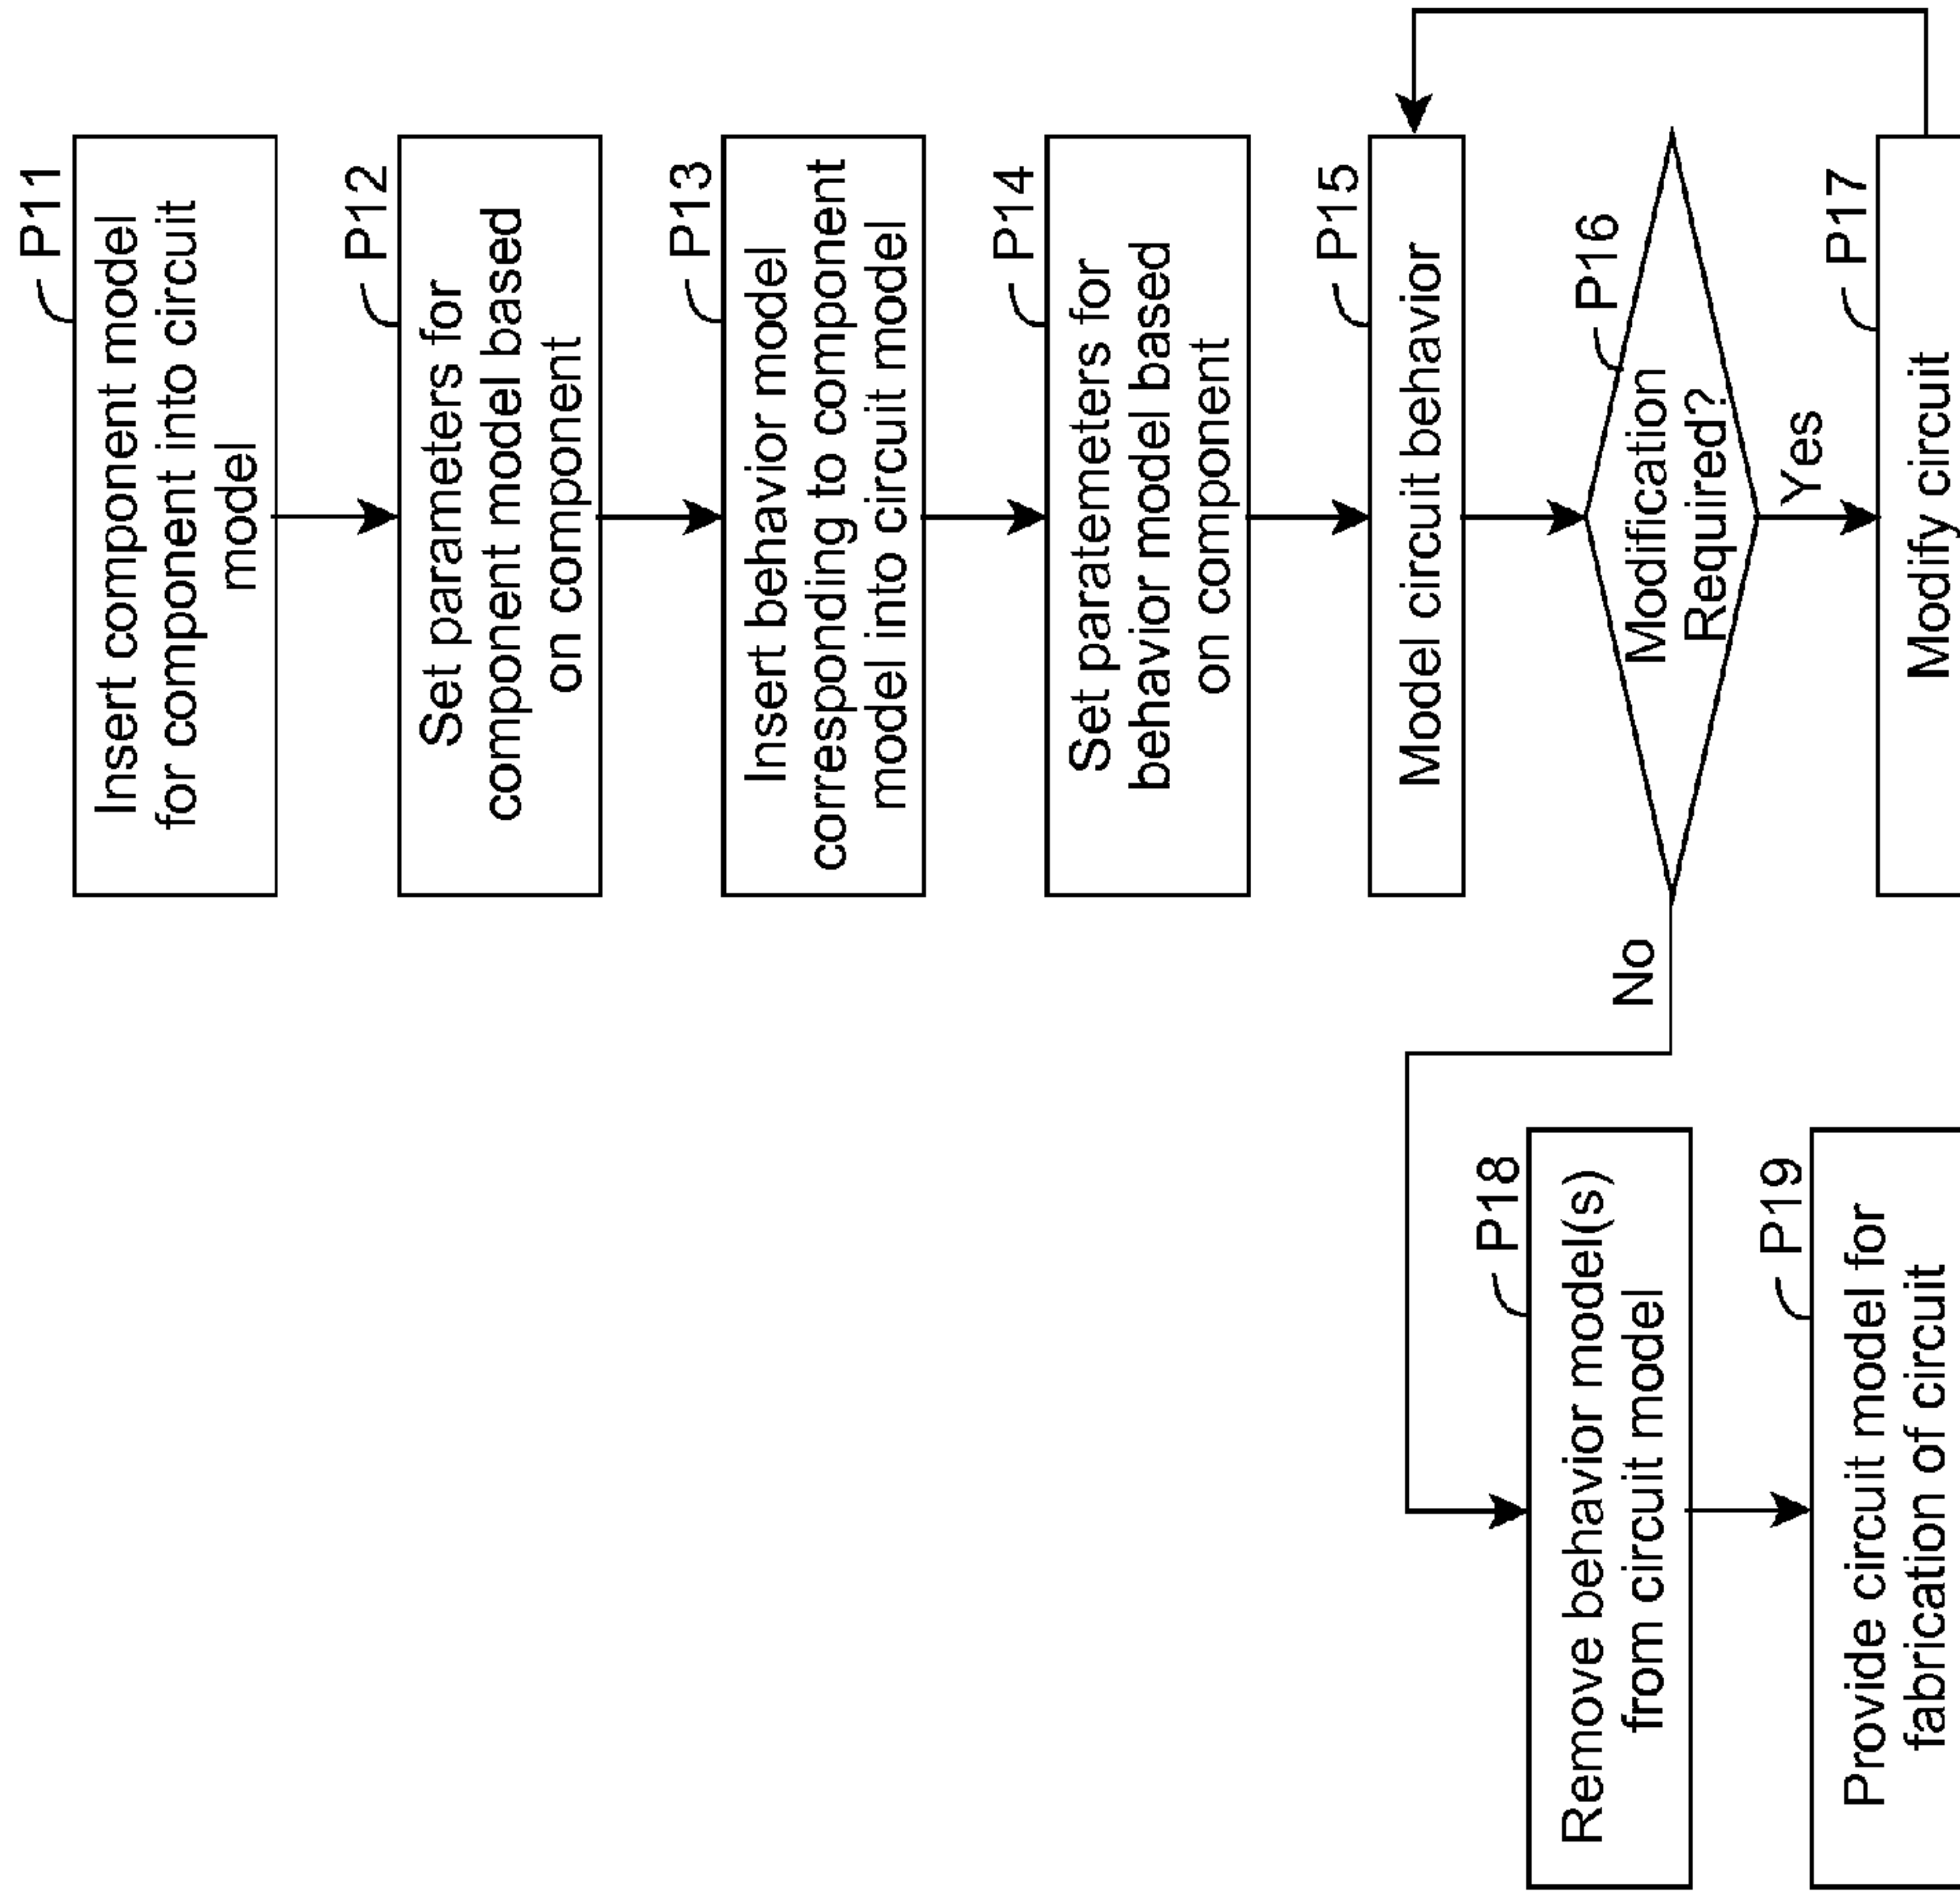 P11
Insert component model
for component into circuit
model
P12
Set parameters for
component model based
on component
P13
Insert behavior model
corresponding to component
model into circuit model
P14
Set paratemeters for
behavior model based
on component
P15
Model circuit behavior
P16
Modification
Required?
Yes
No
P17
Modify circuit
P18
Remove behavior model(s)
from circuit model
P19
Provide circuit model for
fabrication of circuit